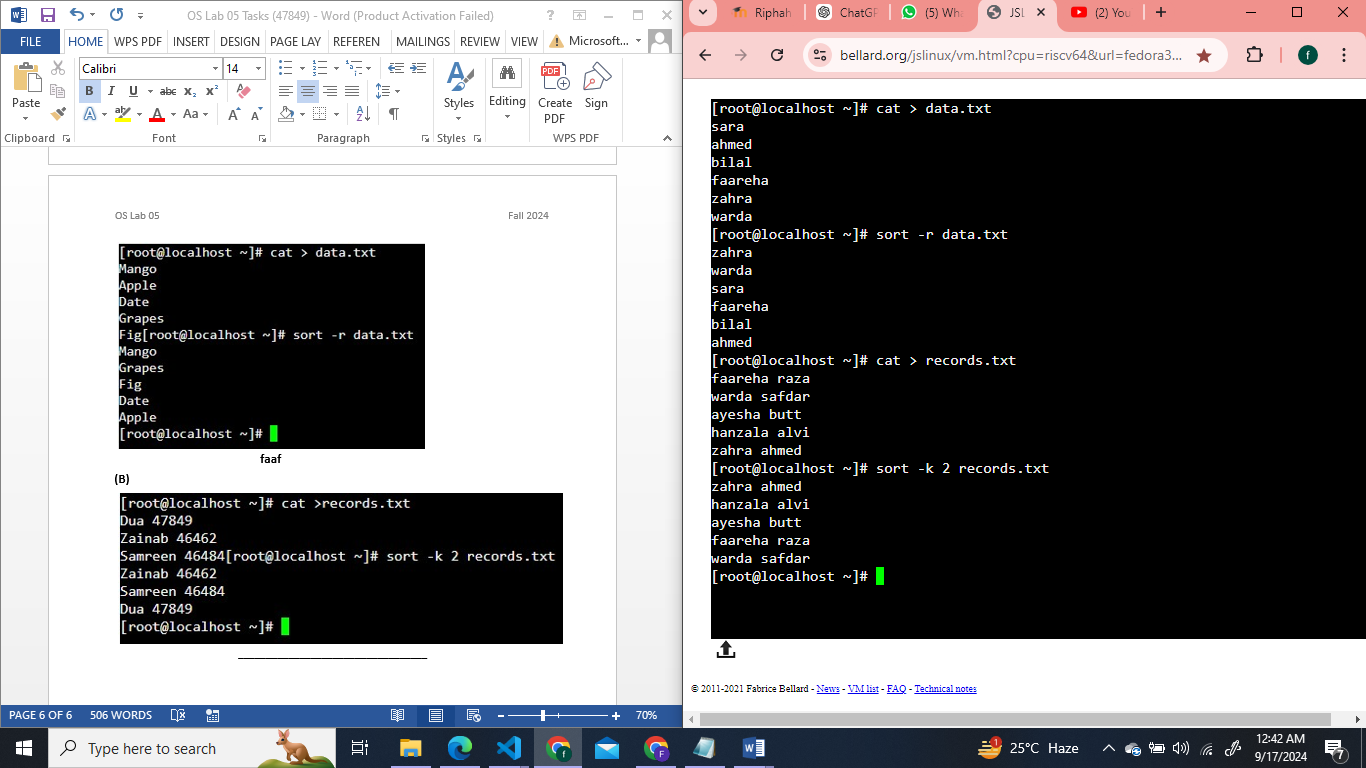 OS Lab 05 Tasks (47849) - Word (Product Activation Failed)
FILE HOME WPS PDF INSERT DESIGN PAGE LAY REFEREN MAILINGS REVIEW VIEW Microsoft...
Calibri 14
Paste
B I U abc x₂ x² A ab A Aa A A
Styles Editing Create PDF Sign
Clipboard Font Paragraph Styles WPS PDF
OS Lab 05 Fall 2024
[root@localhost ~]# cat > data.txt
Mango
Apple
Date
Grapes
Fig[root@localhost ~]# sort -r data.txt
Mango
Grapes
Fig
Date
Apple
[root@localhost ~]#
faaf
(B)
[root@localhost ~]# cat >records.txt
Dua 47849
Zainab 46462
Samreen 46484[root@localhost ~]# sort -k 2 records.txt
Zainab 46462
Samreen 46484
Dua 47849
[root@localhost ~]#
PAGE 6 OF 6 506 WORDS 70%
Riphah ChatGF (5) Wha JSL (2) You
bellard.org/jslinux/vm.html?cpu=riscv64&url=fedora3... f
[root@localhost ~]# cat > data.txt
sara
ahmed
bilal
faareha
zahra
warda
[root@localhost ~]# sort -r data.txt
zahra
warda
sara
faareha
bilal
ahmed
[root@localhost ~]# cat > records.txt
faareha raza
warda safdar
ayesha butt
hanzala alvi
zahra ahmed
[root@localhost ~]# sort -k 2 records.txt
zahra ahmed
hanzala alvi
ayesha butt
faareha raza
warda safdar
[root@localhost ~]#
© 2011-2021 Fabrice Bellard - News - VM list - FAQ - Technical notes
Type here to search
25°C Haze
12:42 AM
9/17/2024
7